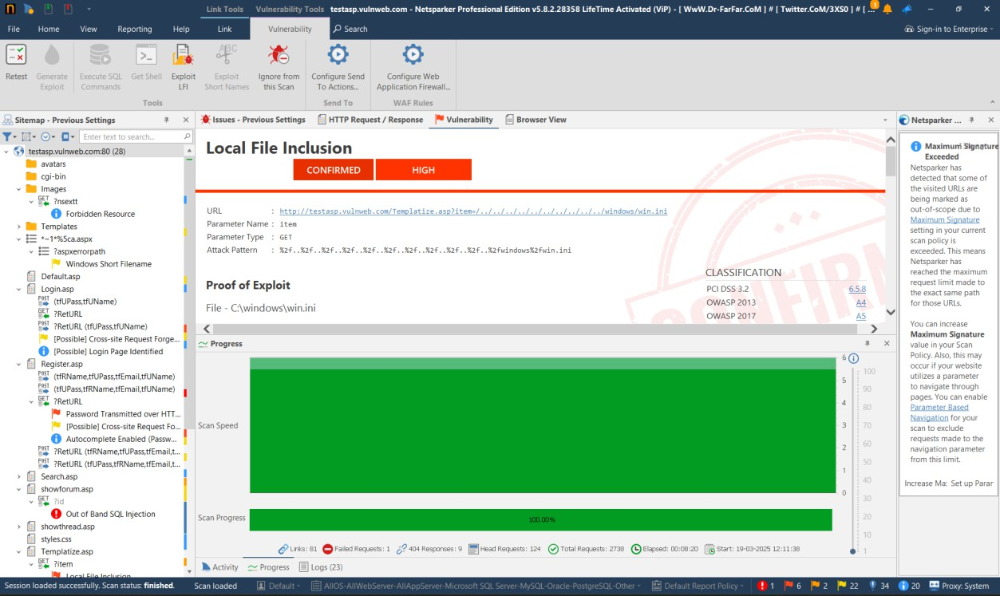 Link Tools Vulnerability Tools testasp.vulnweb.com - Netsparker Professional Edition v5.8.2.28358 LifeTime Activated (ViP) - [ WwW.Dr-FarFar.CoM ] # [ Twitter.CoM/3XS0 ] # [ ... 1
File Home View Reporting Help Link Vulnerability Search Sign-in to Enterprise
Retest
Generate Exploit
Execute SQL Commands
Get Shell
Exploit LFI
Exploit Short Names
Ignore from this Scan
Configure Send To Actions...
Configure Web Application Firewall...
Tools Send To WAF Rules
Sitemap - Previous Settings
Enter text to search...
testasp.vulnweb.com:80 (28)
avatars
cgi-bin
Images
GET ?nsextt
Forbidden Resource
Templates
*~1*%5ca.aspx
?aspxerrorpath
Windows Short Filename
Default.asp
Login.asp
POST (tfUPass,tfUName)
GET ?RetURL
POST ?RetURL (tfUPass,tfUName)
[Possible] Cross-site Request Forge...
[Possible] Login Page Identified
Register.asp
POST (tfRName,tfUPass,tfEmail,tfUName)
POST (tfUPass,tfRName,tfEmail,tfUName)
GET ?RetURL
Password Transmitted over HTT...
[Possible] Cross-site Request Fo...
Autocomplete Enabled (Passw...
POST ?RetURL (tfRName,tfUPass,tfEmail,t...
POST ?RetURL (tfUPass,tfRName,tfEmail,t...
Search.asp
showforum.asp
GET ?id
Out of Band SQL Injection
showthread.asp
styles.css
Templatize.asp
GET ?item
Local File Inclusion
Issues - Previous Settings HTTP Request / Response Vulnerability Browser View
Local File Inclusion
CONFIRMED HIGH
URL : http://testasp.vulnweb.com/Templatize.asp?item=/../../../../../../../../../../windows/win.ini
Parameter Name : item
Parameter Type : GET
Attack Pattern : %2f..%2f..%2f..%2f..%2f..%2f..%2f..%2f..%2f..%2f..%2fwindows%2fwin.ini
Proof of Exploit
File - C:\windows\win.ini
CLASSIFICATION
PCI DSS 3.2 6.5.8
OWASP 2013 A4
OWASP 2017 A5
Progress
Scan Speed
6
5
4
3
2
1
0
100
90
80
70
60
50
40
30
20
10
1
Scan Progress 100.00%
Links: 81 Failed Requests: 1 404 Responses: 9 Head Requests: 124 Total Requests: 2738 Elapsed: 00:08:20 Start: 19-03-2025 12:11:38
Activity Progress Logs (23)
Netsparker ...
Maximum Signature
Exceeded
Netsparker has
detected that some of
the visited URLs are
being marked as
out-of-scope due to
Maximum Signature
setting in your current
scan policy is
exceeded. This means
Netsparker has
reached the maximum
request limit made to
the exact same path
for those URLs.
You can increase
Maximum Signature
value in your Scan
Policy. Also, this may
occur if your website
utilizes a parameter
to navigate through
pages. You can enable
Parameter Based
Navigation for your
scan to exclude
requests made to the
navigation parameter
from this limit.
Increase Ma: Set up Parar
Session loaded successfully. Scan status: finished. Scan loaded Default AllOS-AllWebServer-AllAppServer-Microsoft SQL Server-MySQL-Oracle-PostgreSQL-Other Default Report Policy 1 6 2 22 34 20 Proxy: System